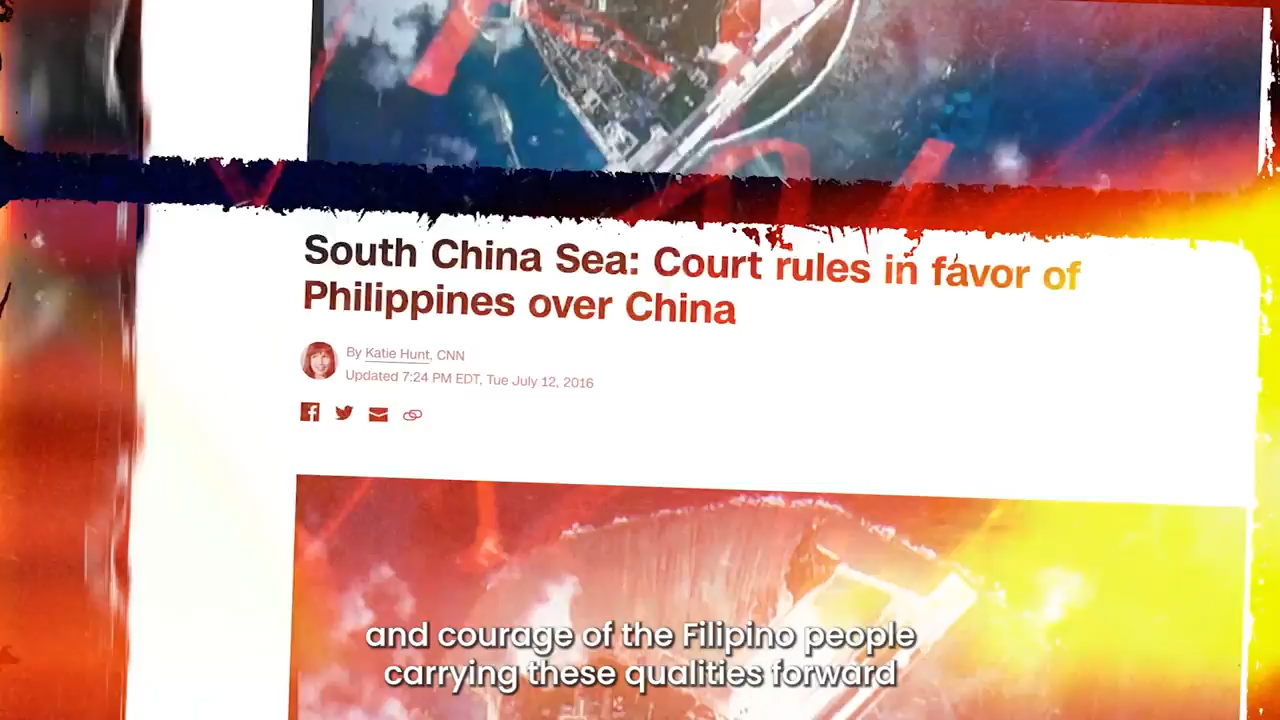 South China Sea: Court rules in favor of
Philippines over China
By Katie Hunt, CNN
Updated 7:24 PM EDT, Tue July 12, 2016
and courage of the Filipino people
carrying these qualities forward